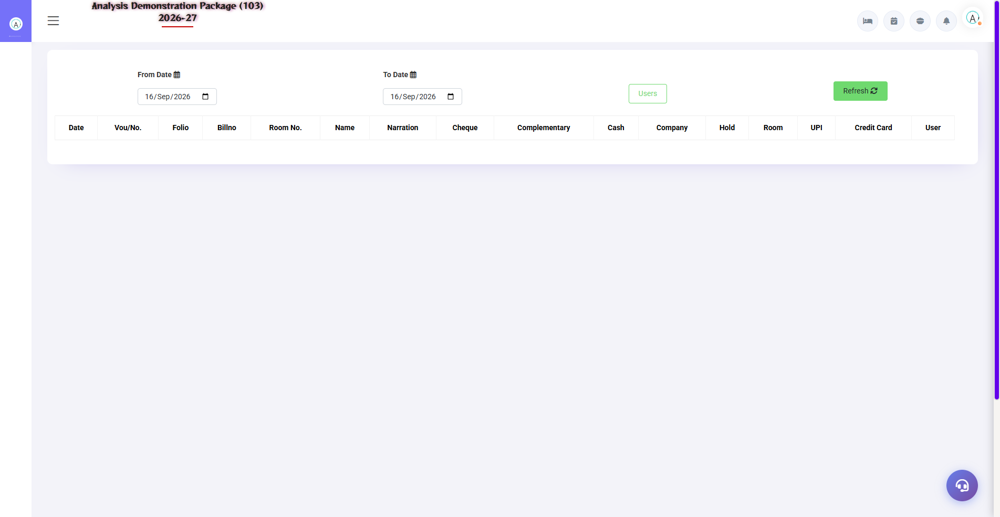 Analysis Demonstration Package (103)
2026-27
A
A
From Date
To Date
16/Sep/2026
16/Sep/2026
Users
Refresh
Date Vou/No. Folio Billno Room No. Name Narration Cheque Complementary Cash Company Hold Room UPI Credit Card User